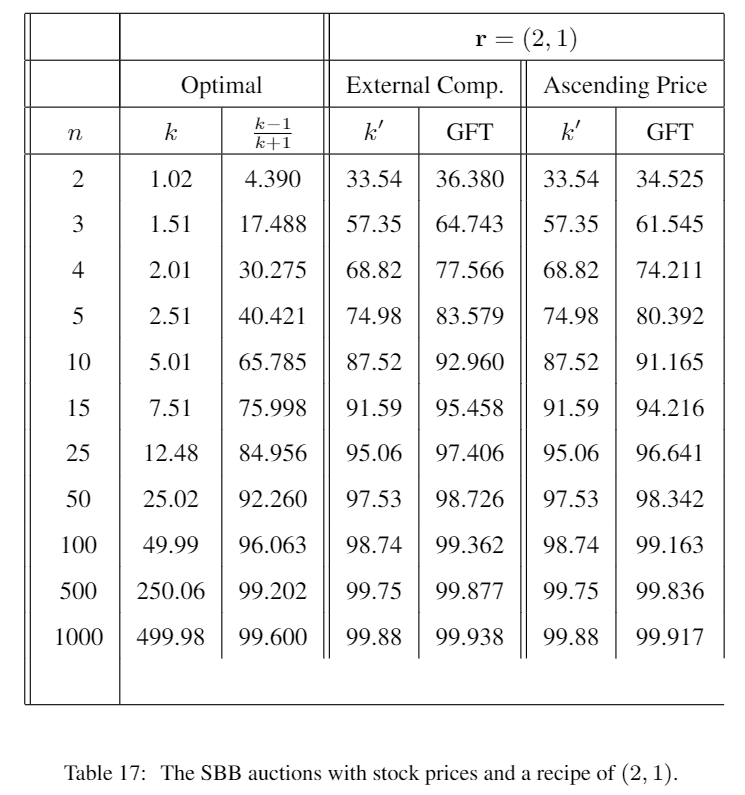 r = (2, 1)
Optimal External Comp. Ascending Price
n k k−1/k+1 k′ GFT k′ GFT
2 1.02 4.390 33.54 36.380 33.54 34.525
3 1.51 17.488 57.35 64.743 57.35 61.545
4 2.01 30.275 68.82 77.566 68.82 74.211
5 2.51 40.421 74.98 83.579 74.98 80.392
10 5.01 65.785 87.52 92.960 87.52 91.165
15 7.51 75.998 91.59 95.458 91.59 94.216
25 12.48 84.956 95.06 97.406 95.06 96.641
50 25.02 92.260 97.53 98.726 97.53 98.342
100 49.99 96.063 98.74 99.362 98.74 99.163
500 250.06 99.202 99.75 99.877 99.75 99.836
1000 499.98 99.600 99.88 99.938 99.88 99.917
Table 17: The SBB auctions with stock prices and a recipe of (2, 1).